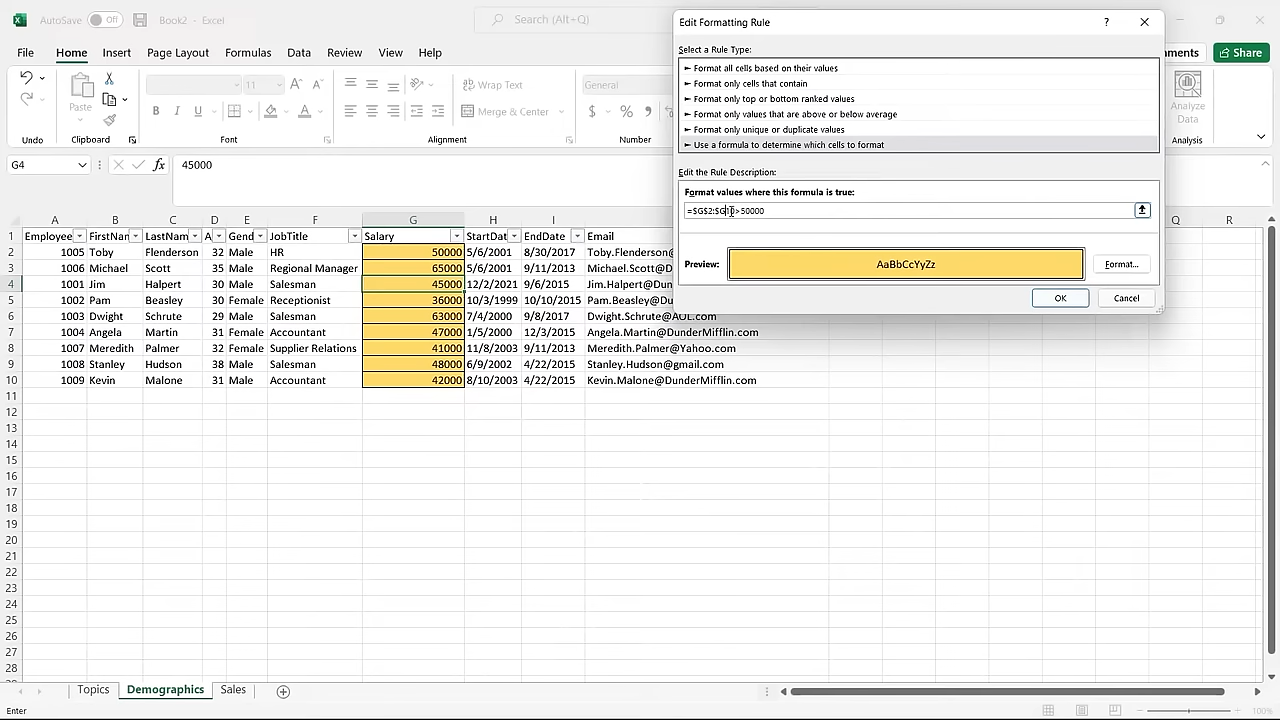 AutoSave Off Book2 - Excel Search (Alt+Q)
File Home Insert Page Layout Formulas Data Review View Help ments Share
11 Wrap Text General
Paste B I U Merge & Center $ % Analyze Data
Undo Clipboard Font Alignment Number Analysis
G4 fx 45000
Edit Formatting Rule ? ×
Select a Rule Type:
► Format all cells based on their values
► Format only cells that contain
► Format only top or bottom ranked values
► Format only values that are above or below average
► Format only unique or duplicate values
► Use a formula to determine which cells to format
Edit the Rule Description:
Format values where this formula is true:
Preview: AaBbCcYyZz Format...
OK Cancel
A B C D E F G H I Q R
1 Employee FirstNan LastNam A Gend JobTitle Salary StartDat EndDate Email
2 1005 Toby Flenderson 32 Male HR 50000 5/6/2001 8/30/2017 Toby.Flenderson@D
3 1006 Michael Scott 35 Male Regional Manager 65000 5/6/2001 9/11/2013 Michael.Scott@D
4 1001 Jim Halpert 30 Male Salesman 45000 12/2/2021 9/6/2015 Jim.Halpert@Dun
5 1002 Pam Beasley 30 Female Receptionist 36000 10/3/1999 10/10/2015 Pam.Beasley@Du
6 1003 Dwight Schrute 29 Male Salesman 63000 7/4/2000 9/8/2017 Dwight.Schrute@AOL.com
7 1004 Angela Martin 31 Female Accountant 47000 1/5/2000 12/3/2015 Angela.Martin@DunderMifflin.com
8 1007 Meredith Palmer 32 Female Supplier Relations 41000 11/8/2003 9/11/2013 Meredith.Palmer@Yahoo.com
9 1008 Stanley Hudson 38 Male Salesman 48000 6/9/2002 4/22/2015 Stanley.Hudson@gmail.com
10 1009 Kevin Malone 31 Male Accountant 42000 8/10/2003 4/22/2015 Kevin.Malone@DunderMifflin.com
11
12
13
14
15
16
17
18
19
20
21
22
23
24
25
26
27
28
Topics Demographics Sales
Enter 100%